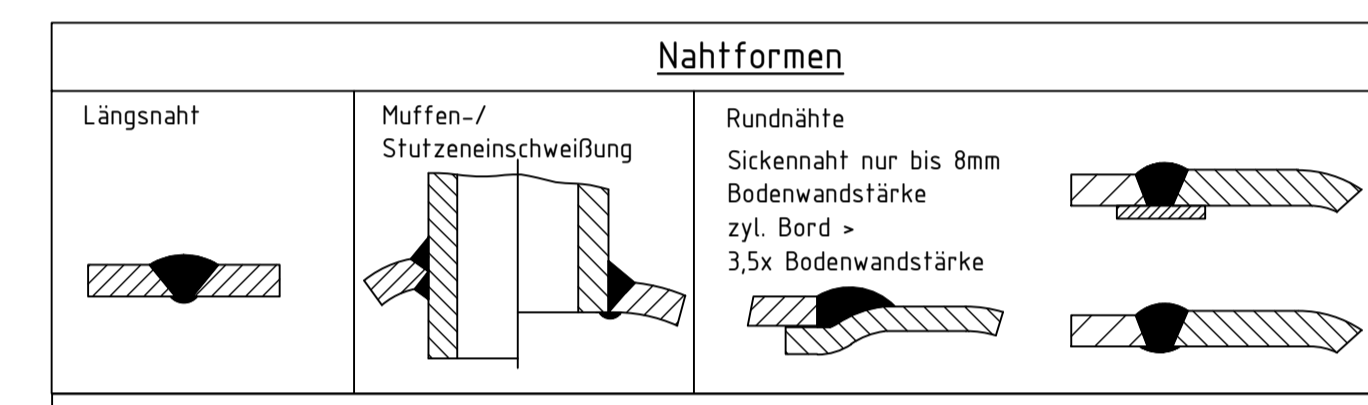 Nahtformen
Längsnaht
Muffen-/
Stutzeneinschweißung
Rundnähte
Sickennaht nur bis 8mm
Bodenwandstärke
zyl. Bord >
3,5x Bodenwandstärke